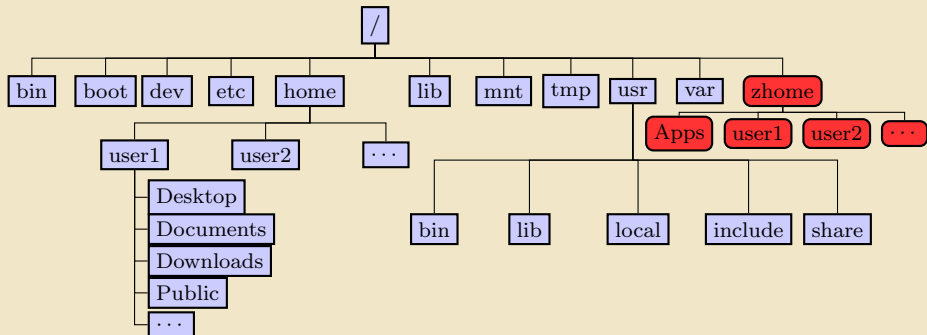 /
bin boot dev etc home lib mnt tmp usr var zhome
Apps user1 user2 ...
user1 user2 ...
Desktop
bin lib local include share
Documents
Downloads
Public
...